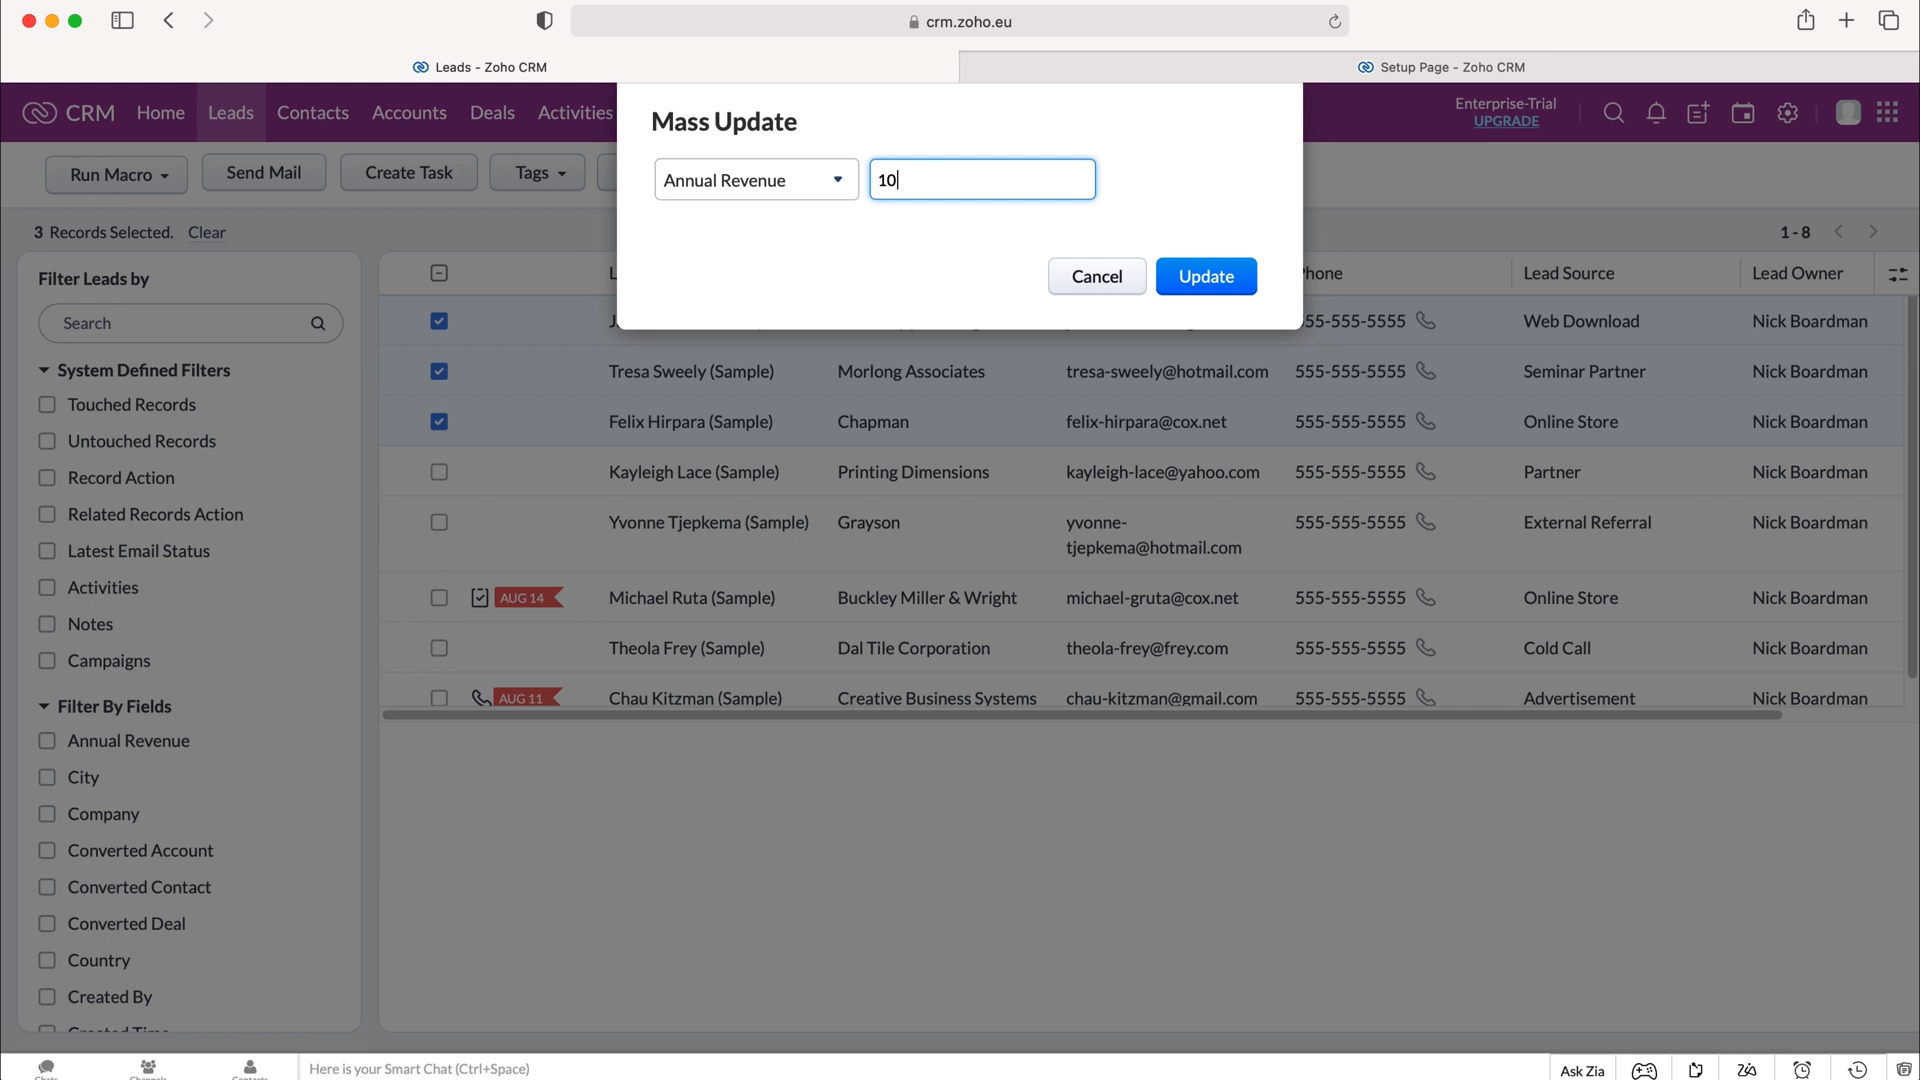 crm.zoho.eu
Leads - Zoho CRM
Setup Page - Zoho CRM
CRM Home Leads Contacts Accounts Deals Activities
Enterprise-Trial
UPGRADE
Mass Update
Annual Revenue 10
Cancel Update
Run Macro Send Mail Create Task Tags
3 Records Selected. Clear
1 - 8
Filter Leads by
Search
System Defined Filters
Touched Records
Untouched Records
Record Action
Related Records Action
Latest Email Status
Activities
Notes
Campaigns
Filter By Fields
Annual Revenue
City
Company
Converted Account
Converted Contact
Converted Deal
Country
Created By
Created Time
Lead Source Lead Owner
55-555-5555 Web Download Nick Boardman
Tresa Sweely (Sample) Morlong Associates tresa-sweely@hotmail.com 555-555-5555 Seminar Partner Nick Boardman
Felix Hirpara (Sample) Chapman felix-hirpara@cox.net 555-555-5555 Online Store Nick Boardman
Kayleigh Lace (Sample) Printing Dimensions kayleigh-lace@yahoo.com 555-555-5555 Partner Nick Boardman
Yvonne Tjepkema (Sample) Grayson yvonne- 555-555-5555 External Referral Nick Boardman
tjepkema@hotmail.com
AUG 14 Michael Ruta (Sample) Buckley Miller & Wright michael-gruta@cox.net 555-555-5555 Online Store Nick Boardman
Theola Frey (Sample) Dal Tile Corporation theola-frey@frey.com 555-555-5555 Cold Call Nick Boardman
AUG 11 Chau Kitzman (Sample) Creative Business Systems chau-kitzman@gmail.com 555-555-5555 Advertisement Nick Boardman
Chats Channels Contacts
Here is your Smart Chat (Ctrl+Space)
Ask Zia